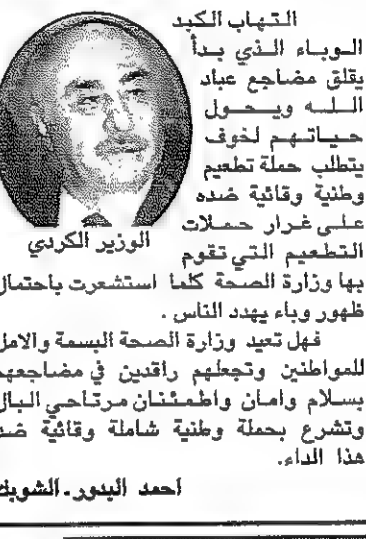 التهاب الكبد
الوباء الذي بدأ
يقلق مضاجع عباد
الله ويحول
حياتهم لخوف
يتطلب حملة تطعيم
وطنية وقائية ضده
على غرار حملات
التطعيم التي تقوم
بها وزارة الصحة كلما استشعرت باحتمال
ظهور وباء يهدد الناس .
فهل تعيد وزارة الصحة البسمة والامل
للمواطنين وتجعلهم راقدين في مضاجعهم
بسلام وامان واطمئنان مرتاحي البال
وتشرع بحملة وطنية شاملة وقائية ضد
هذا الداء.
احمد البدور ـ الشوبك
الوزير الكردي